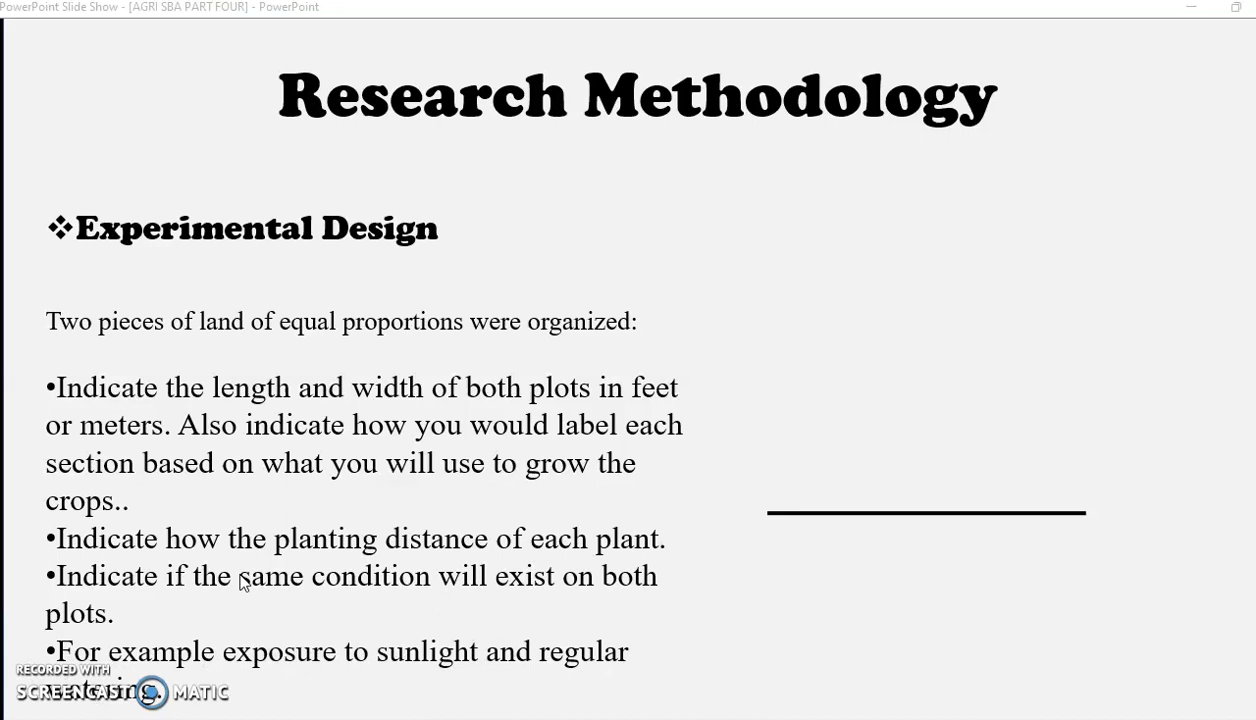 PowerPoint Slide Show - [AGRI SBA PART FOUR] - PowerPoint
Research Methodology
❖Experimental Design
Two pieces of land of equal proportions were organized:
•Indicate the length and width of both plots in feet
or meters. Also indicate how you would label each
section based on what you will use to grow the
crops..
•Indicate how the planting distance of each plant.
•Indicate if the same condition will exist on both
plots.
•For example exposure to sunlight and regular
watering.
RECORDED WITH
SCREENCAST MATIC